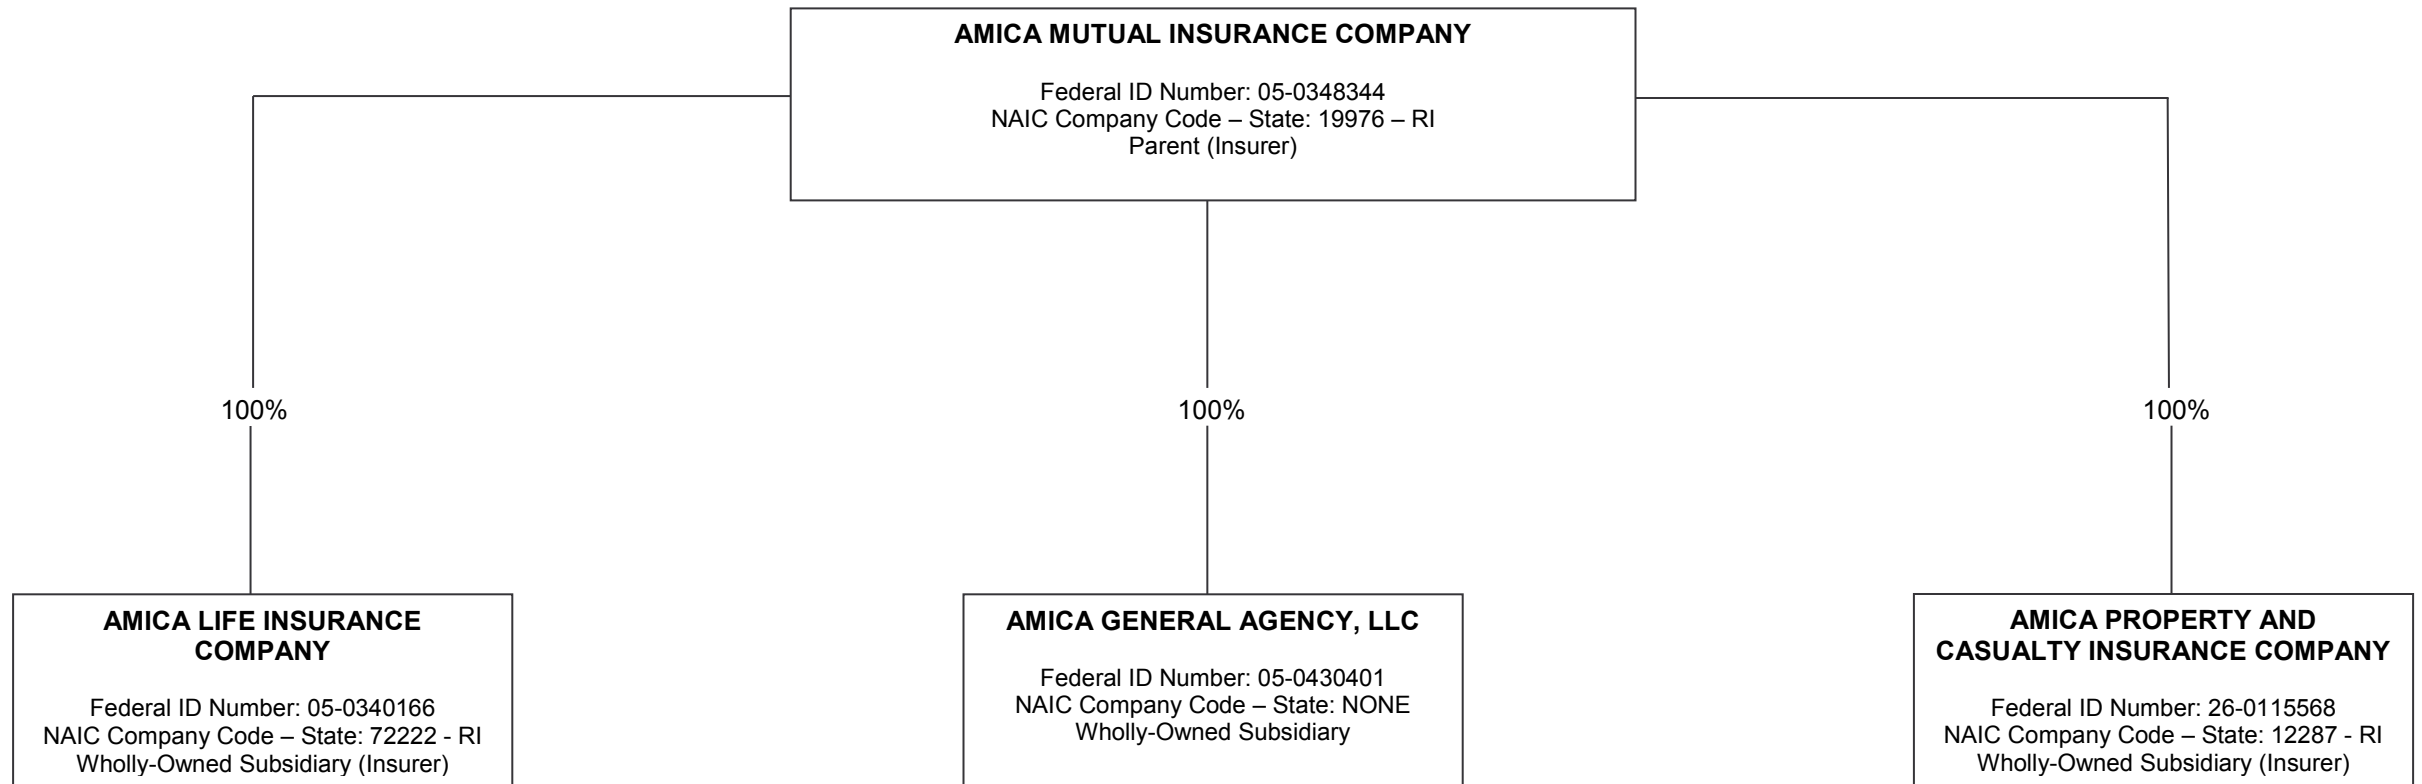 AMICA MUTUAL INSURANCE COMPANY
Federal ID Number: 05-0348344
NAIC Company Code – State: 19976 – RI
Parent (Insurer)
100%
100%
100%
AMICA LIFE INSURANCE
COMPANY
Federal ID Number: 05-0340166
NAIC Company Code – State: 72222 - RI
Wholly-Owned Subsidiary (Insurer)
AMICA GENERAL AGENCY, LLC
Federal ID Number: 05-0430401
NAIC Company Code – State: NONE
Wholly-Owned Subsidiary
AMICA PROPERTY AND
CASUALTY INSURANCE COMPANY
Federal ID Number: 26-0115568
NAIC Company Code – State: 12287 - RI
Wholly-Owned Subsidiary (Insurer)